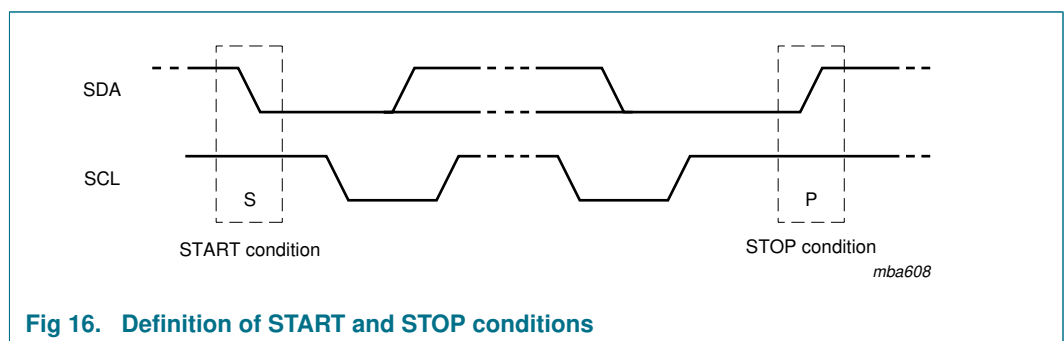 SDA
SCL
S
P
START condition
STOP condition
mba608
Fig 16. Definition of START and STOP conditions